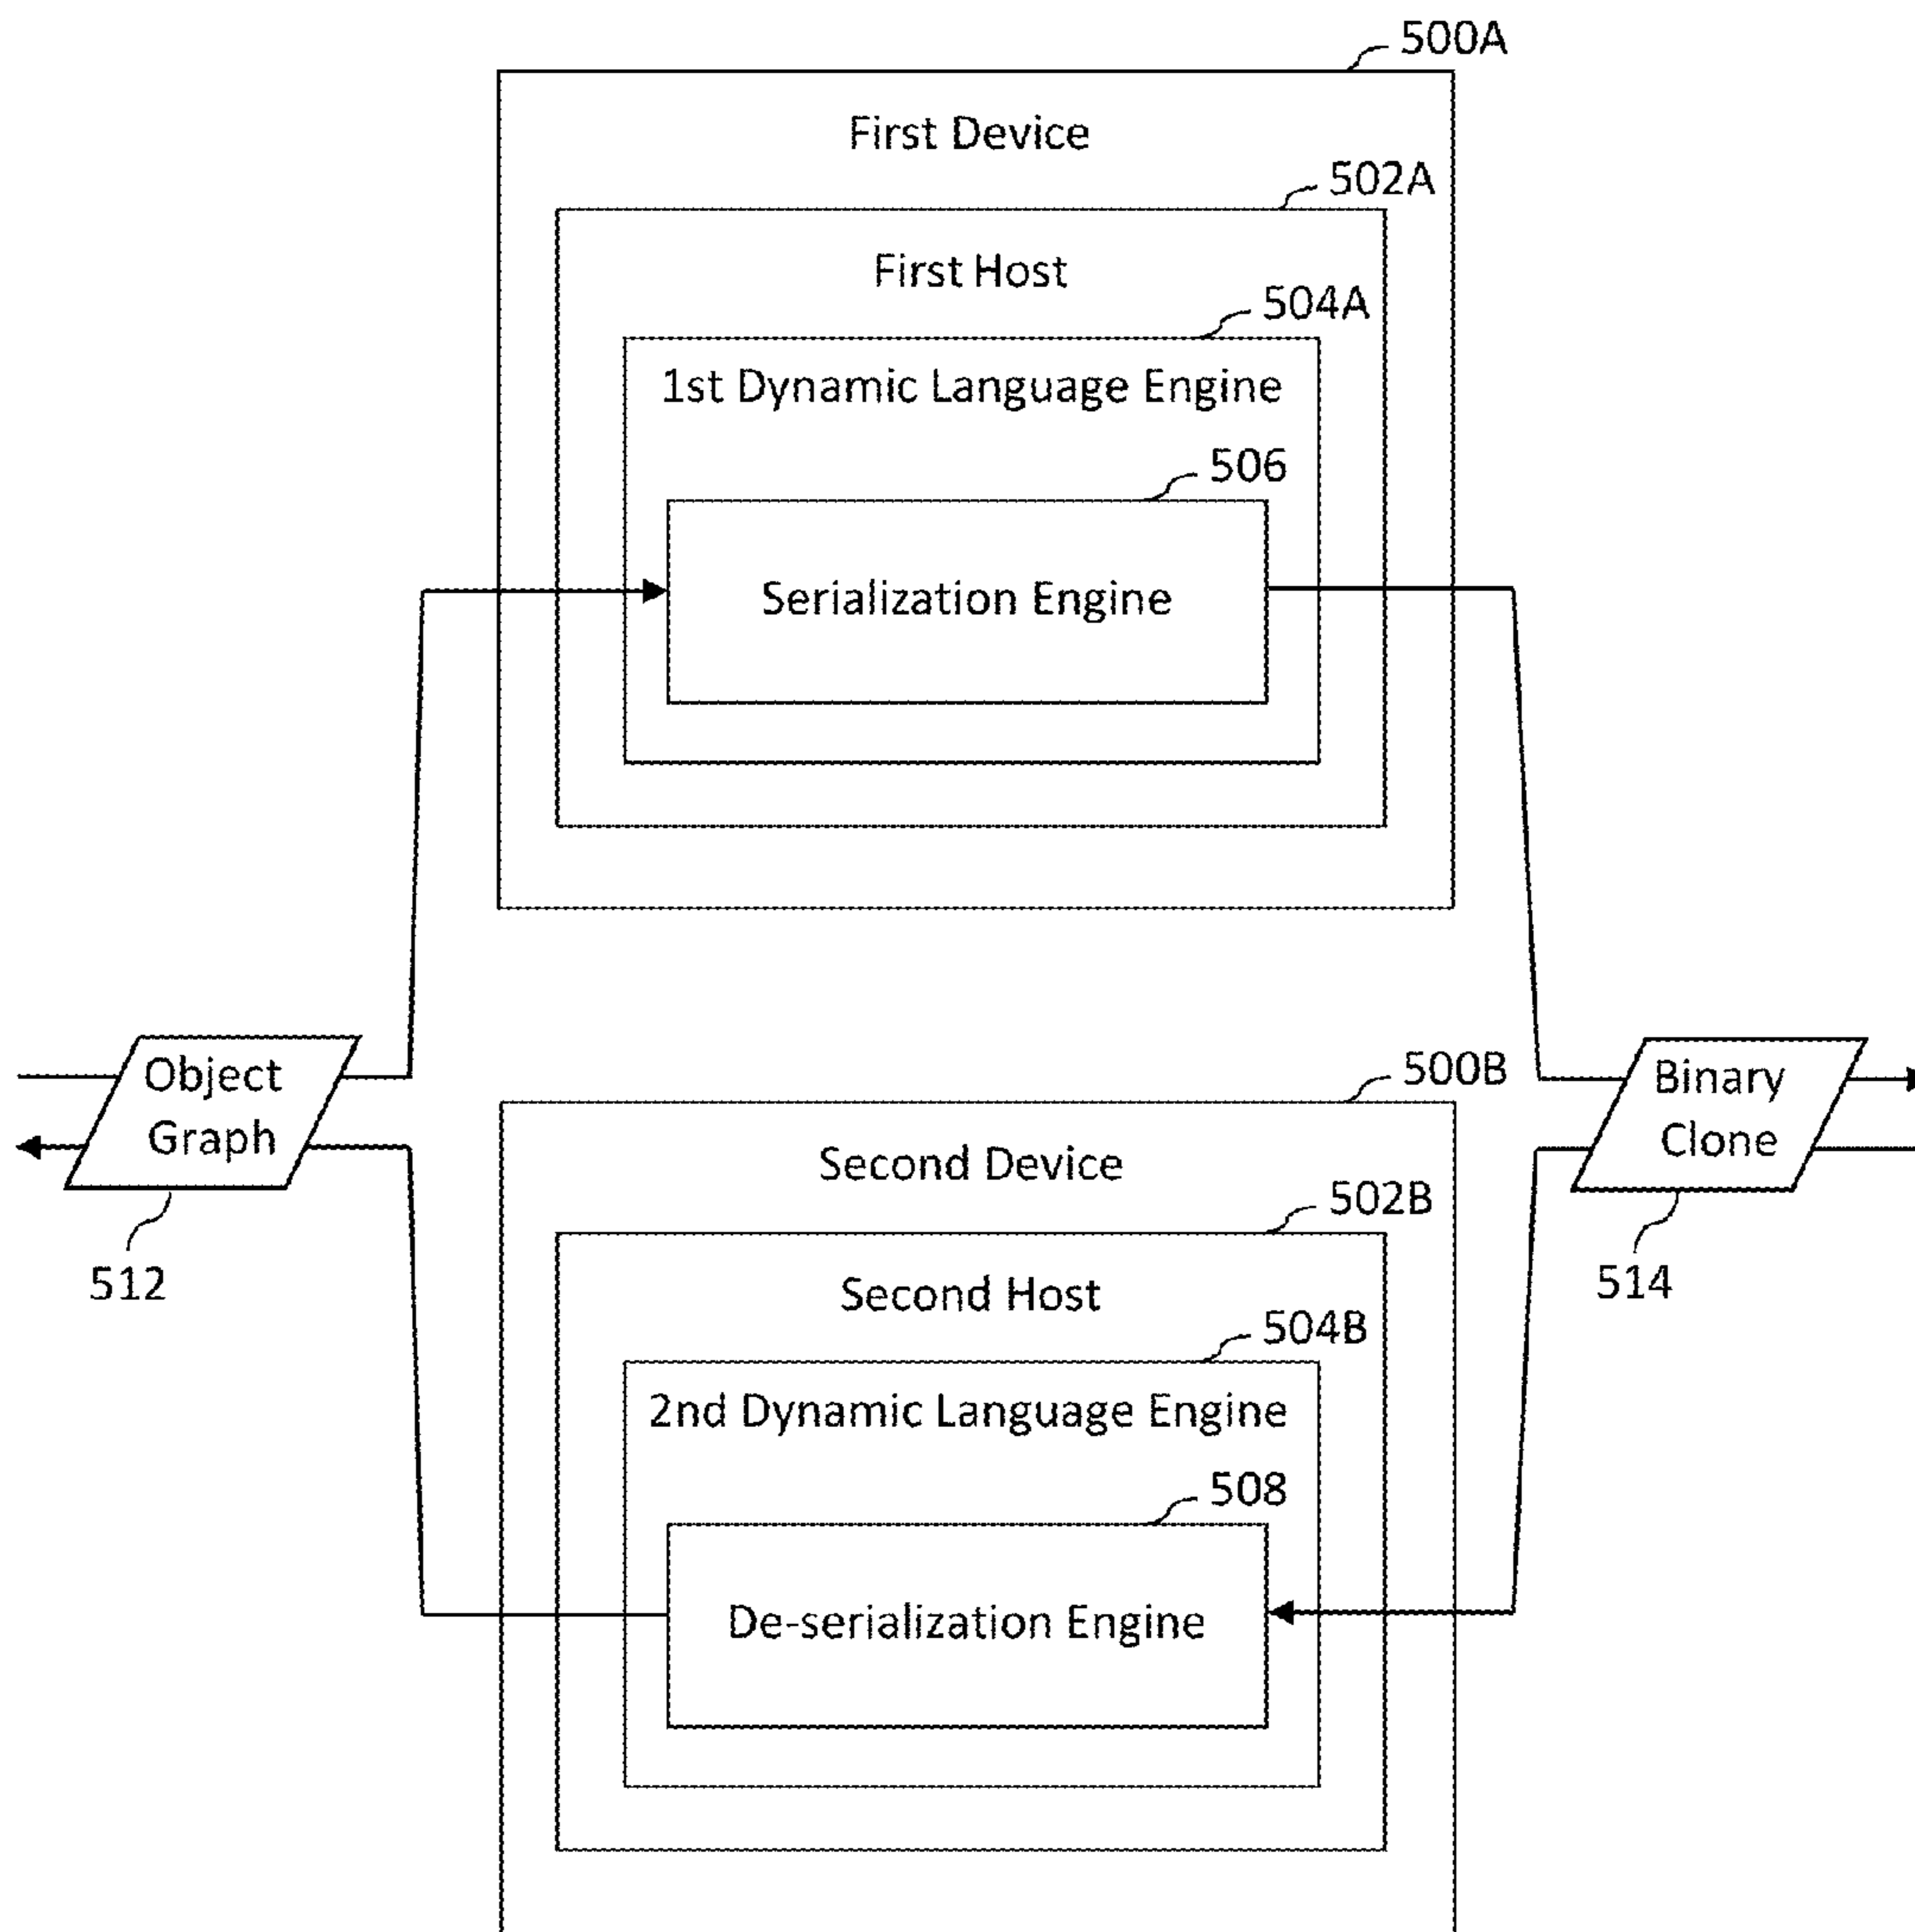 500A
First Device
502A
First Host
504A
1st Dynamic Language Engine
506
Serialization Engine
Object
Graph
512
Binary
Clone
514
500B
Second Device
502B
Second Host
504B
2nd Dynamic Language Engine
508
De-serialization Engine